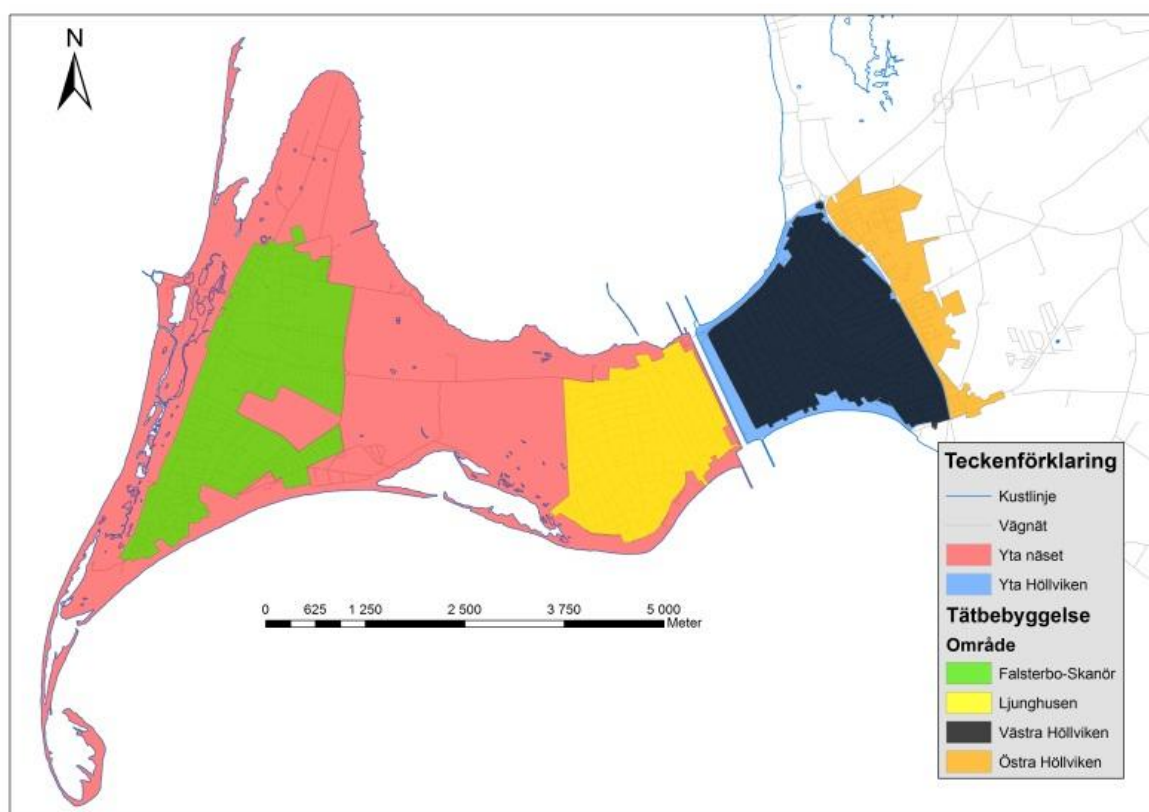 N
0 625 1 250 2 500 3 750 5 000
Meter
Teckenförklaring
Kustlinje
Vägnät
Yta näset
Yta Höllviken
Tätbebyggelse
Område
Falsterbo-Skanör
Ljunghusen
Västra Höllviken
Östra Höllviken